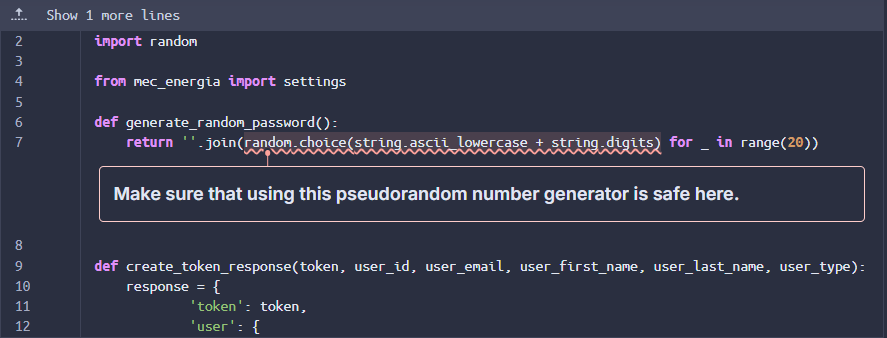 Show 1 more lines
2 import random
3
4 from mec_energia import settings
5
6 def generate_random_password():
7 return ''.join(random.choice(string.ascii_lowercase + string.digits) for _ in range(20))
Make sure that using this pseudorandom number generator is safe here.
8
9 def create_token_response(token, user_id, user_email, user_first_name, user_last_name, user_type):
10 response = {
11 'token': token,
12 'user': {